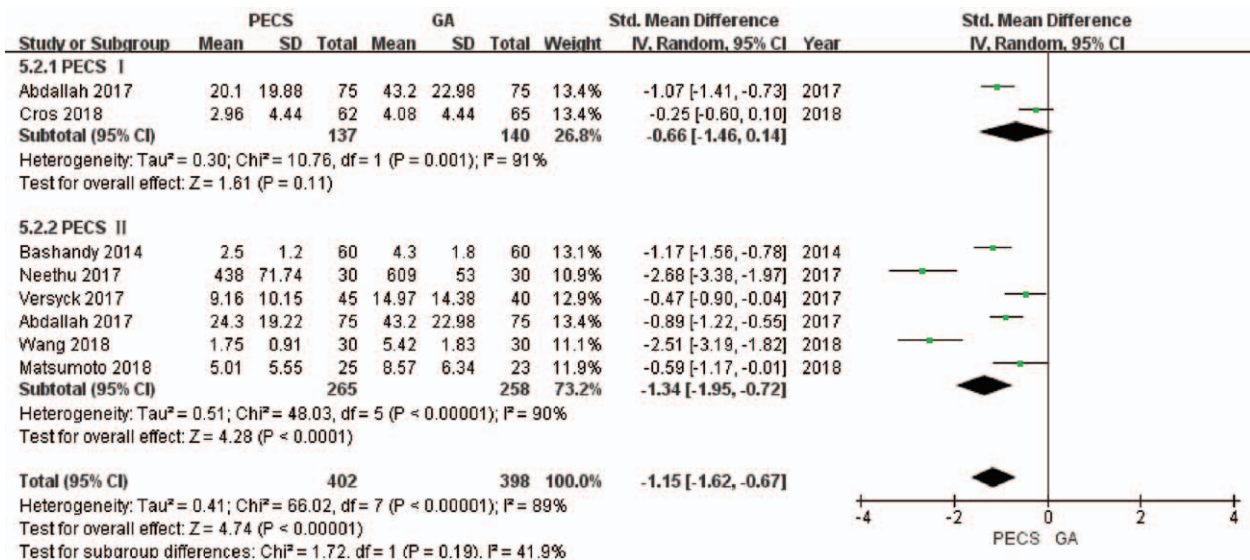 PECS GA Std. Mean Difference Std. Mean Difference
Study or Subgroup Mean SD Total Mean SD Total Weight IV, Random, 95% CI Year IV, Random, 95% CI
5.2.1 PECS I
Abdallah 2017 20.1 19.88 75 43.2 22.98 75 13.4% -1.07 [-1.41, -0.73] 2017
Cros 2018 2.96 4.44 62 4.08 4.44 65 13.4% -0.25 [-0.60, 0.10] 2018
Subtotal (95% CI) 137 140 26.8% -0.66 [-1.46, 0.14]
Heterogeneity: Tau² = 0.30; Chi² = 10.76, df = 1 (P = 0.001); I² = 91%
Test for overall effect: Z = 1.61 (P = 0.11)
5.2.2 PECS II
Bashandy 2014 2.5 1.2 60 4.3 1.8 60 13.1% -1.17 [-1.56, -0.78] 2014
Neethu 2017 438 71.74 30 609 53 30 10.9% -2.68 [-3.38, -1.97] 2017
Versyck 2017 9.16 10.15 45 14.97 14.38 40 12.9% -0.47 [-0.90, -0.04] 2017
Abdallah 2017 24.3 19.22 75 43.2 22.98 75 13.4% -0.89 [-1.22, -0.55] 2017
Wang 2018 1.75 0.91 30 5.42 1.83 30 11.1% -2.51 [-3.19, -1.82] 2018
Matsumoto 2018 5.01 5.55 25 8.57 6.34 23 11.9% -0.59 [-1.17, -0.01] 2018
Subtotal (95% CI) 265 258 73.2% -1.34 [-1.95, -0.72]
Heterogeneity: Tau² = 0.51; Chi² = 48.03, df = 5 (P < 0.00001); I² = 90%
Test for overall effect: Z = 4.28 (P < 0.0001)
Total (95% CI) 402 398 100.0% -1.15 [-1.62, -0.67]
Heterogeneity: Tau² = 0.41; Chi² = 66.02, df = 7 (P < 0.00001); I² = 89%
Test for overall effect: Z = 4.74 (P < 0.00001)
Test for subgroup differences: Chi² = 1.72, df = 1 (P = 0.19), I² = 41.9%
-4 -2 0 2 4
PECS GA